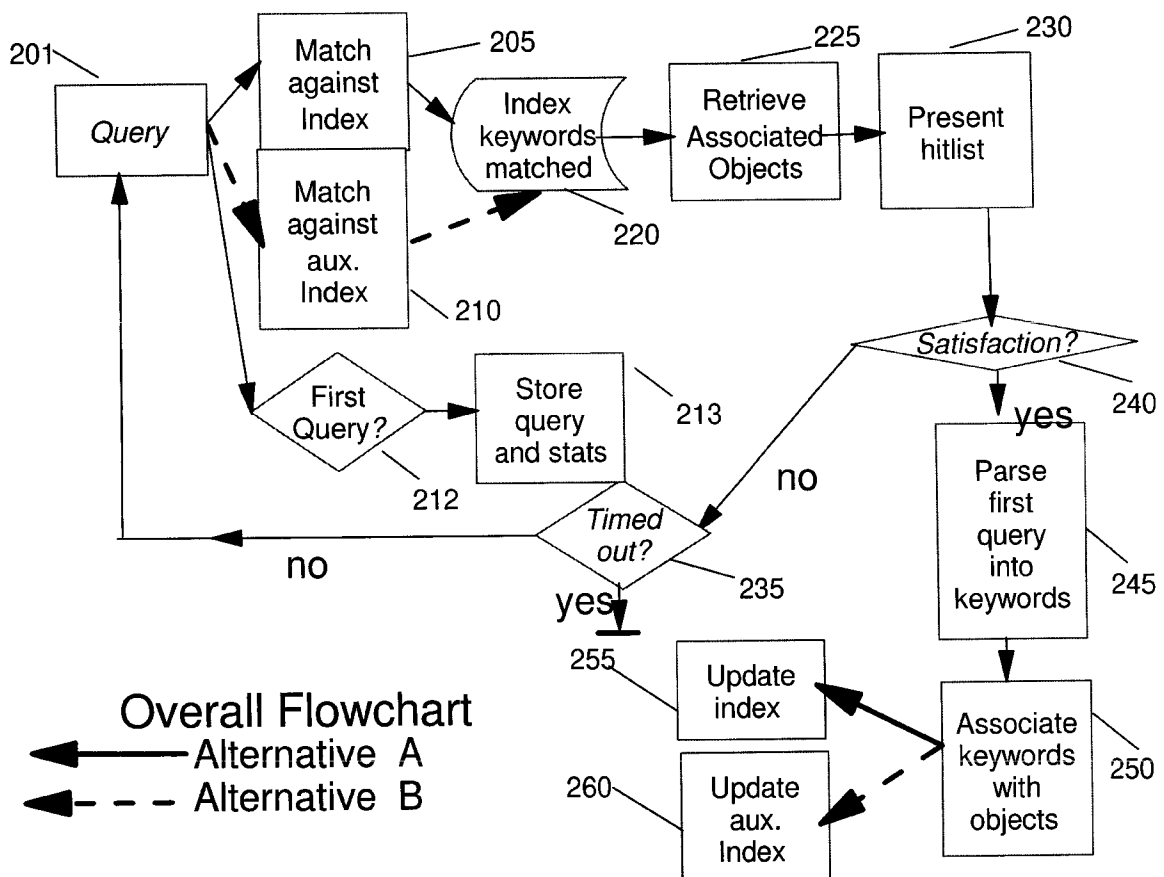 201
Query
Match
against
Index
205
Index
keywords
matched
220
225
Retrieve
Associated
Objects
230
Present
hitlist
Match
against
aux.
Index
210
First
Query?
212
Store
query
and stats
213
Satisfaction?
240
yes
no
Timed
out?
235
no
yes
Parse
first
query
into
keywords
245
255
Update
index
Associate
keywords
with
objects
250
260
Update
aux.
Index
Overall Flowchart
Alternative A
Alternative B